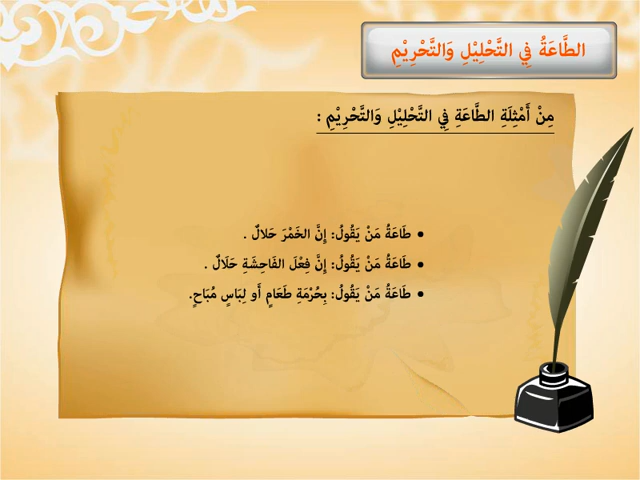 الطَّاعَةُ فِي التَّحْلِيْلِ وَالتَّحْرِيْمِ
مِنْ أَمْثِلَةِ الطَّاعَةِ فِي التَّحْلِيْلِ وَالتَّحْرِيْمِ :
• طَاعَةُ مَنْ يَقُولُ: إِنَّ الخَمْرَ حَلالٌ .
• طَاعَةُ مَنْ يَقُولُ: إِنَّ فِعْلَ الفَاحِشَةِ حَلَالٌ .
• طَاعَةُ مَنْ يَقُولُ: بِحُرْمَةِ طَعَامٍ أَو لِبَاسٍ مُبَاحٍ.